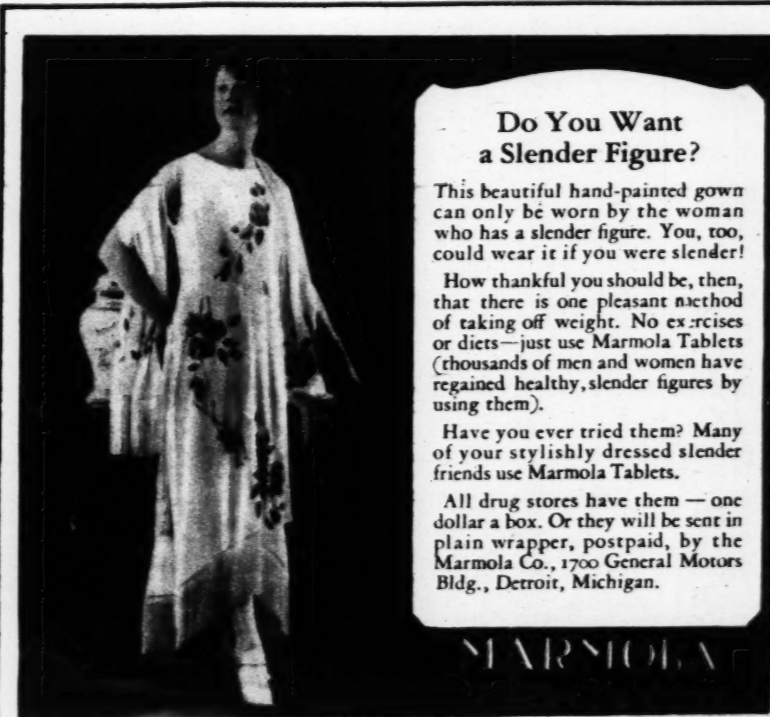 Do You Want
a Slender Figure?
This beautiful hand-painted gown
can only be worn by the woman
who has a slender figure. You, too,
could wear it if you were slender!
How thankful you should be, then,
that there is one pleasant method
of taking off weight. No exercises
or diets—just use Marmola Tablets
(thousands of men and women have
regained healthy, slender figures by
using them).
Have you ever tried them? Many
of your stylishly dressed slender
friends use Marmola Tablets.
All drug stores have them — one
dollar a box. Or they will be sent in
plain wrapper, postpaid, by the
Marmola Co., 1700 General Motors
Bldg., Detroit, Michigan.
MARMOLA